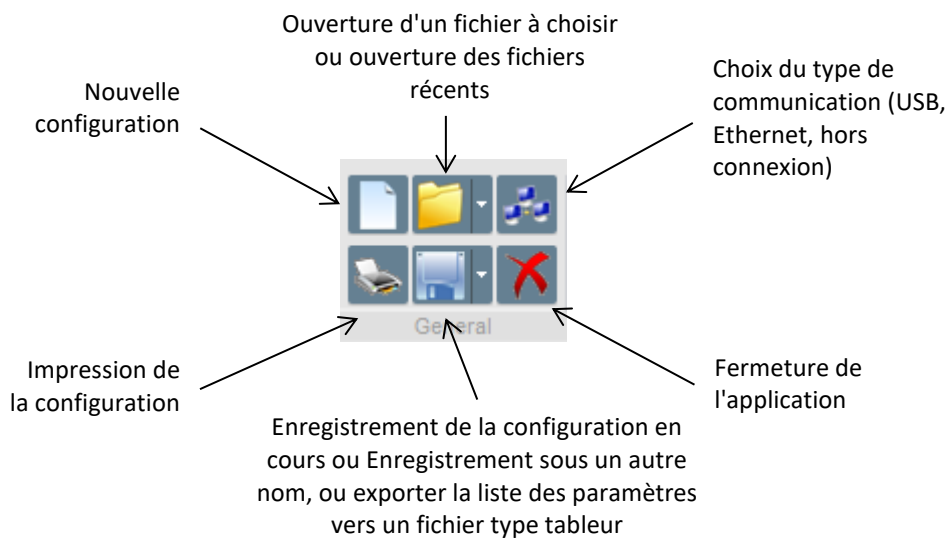 Ouverture d'un fichier à choisir
ou ouverture des fichiers
récents
Nouvelle
configuration
Choix du type de
communication (USB,
Ethernet, hors
connexion)
General
Impression de
la configuration
Fermeture de
l'application
Enregistrement de la configuration en
cours ou Enregistrement sous un autre
nom, ou exporter la liste des paramètres
vers un fichier type tableur